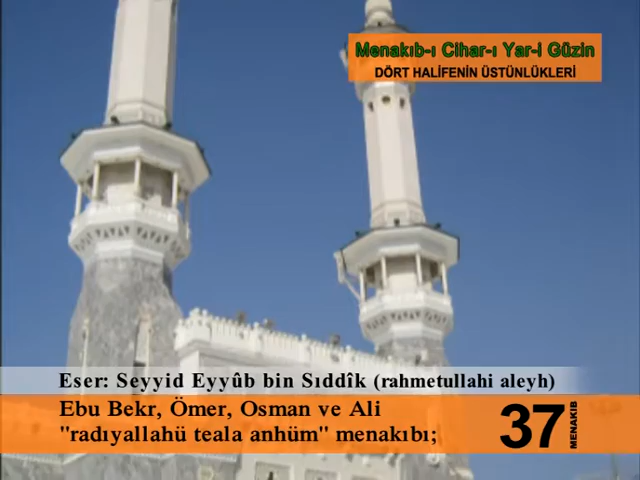 Menakıb-ı Cihar-ı Yar-i Güzin
DÖRT HALİFENİN ÜSTÜNLÜKLERİ
Eser: Seyyid Eyyûb bin Sıddîk (rahmetullahi aleyh)
Ebu Bekr, Ömer, Osman ve Ali
"radıyallahü teala anhüm" menakıbı;
37
MENAKIB